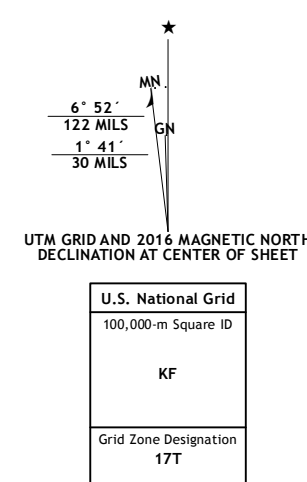 ★
MN
6° 52´
122 MILS
GN
1° 41´
30 MILS
UTM GRID AND 2016 MAGNETIC NORTH
DECLINATION AT CENTER OF SHEET
U.S. National Grid
100,000-m Square ID
KF
Grid Zone Designation
17T